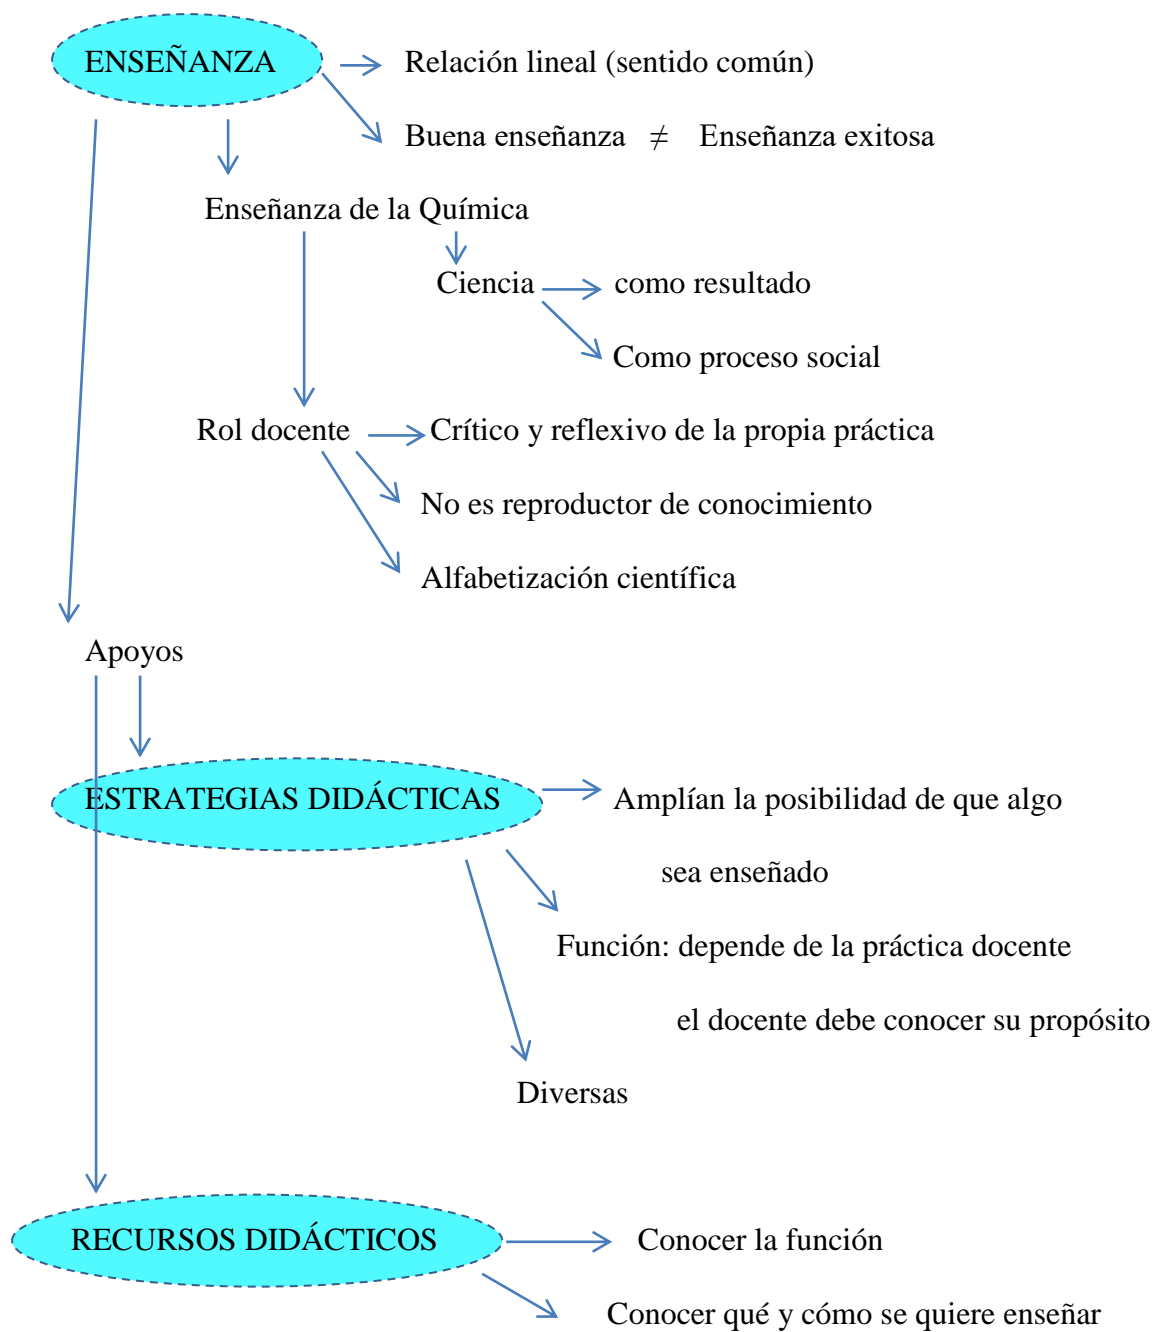 ENSEÑANZA Relación lineal (sentido común)
Buena enseñanza ≠ Enseñanza exitosa
Enseñanza de la Química
Ciencia como resultado
Como proceso social
Rol docente Crítico y reflexivo de la propia práctica
No es reproductor de conocimiento
Alfabetización científica
Apoyos
ESTRATEGIAS DIDÁCTICAS Amplían la posibilidad de que algo
sea enseñado
Función: depende de la práctica docente
el docente debe conocer su propósito
Diversas
RECURSOS DIDÁCTICOS Conocer la función
Conocer qué y cómo se quiere enseñar